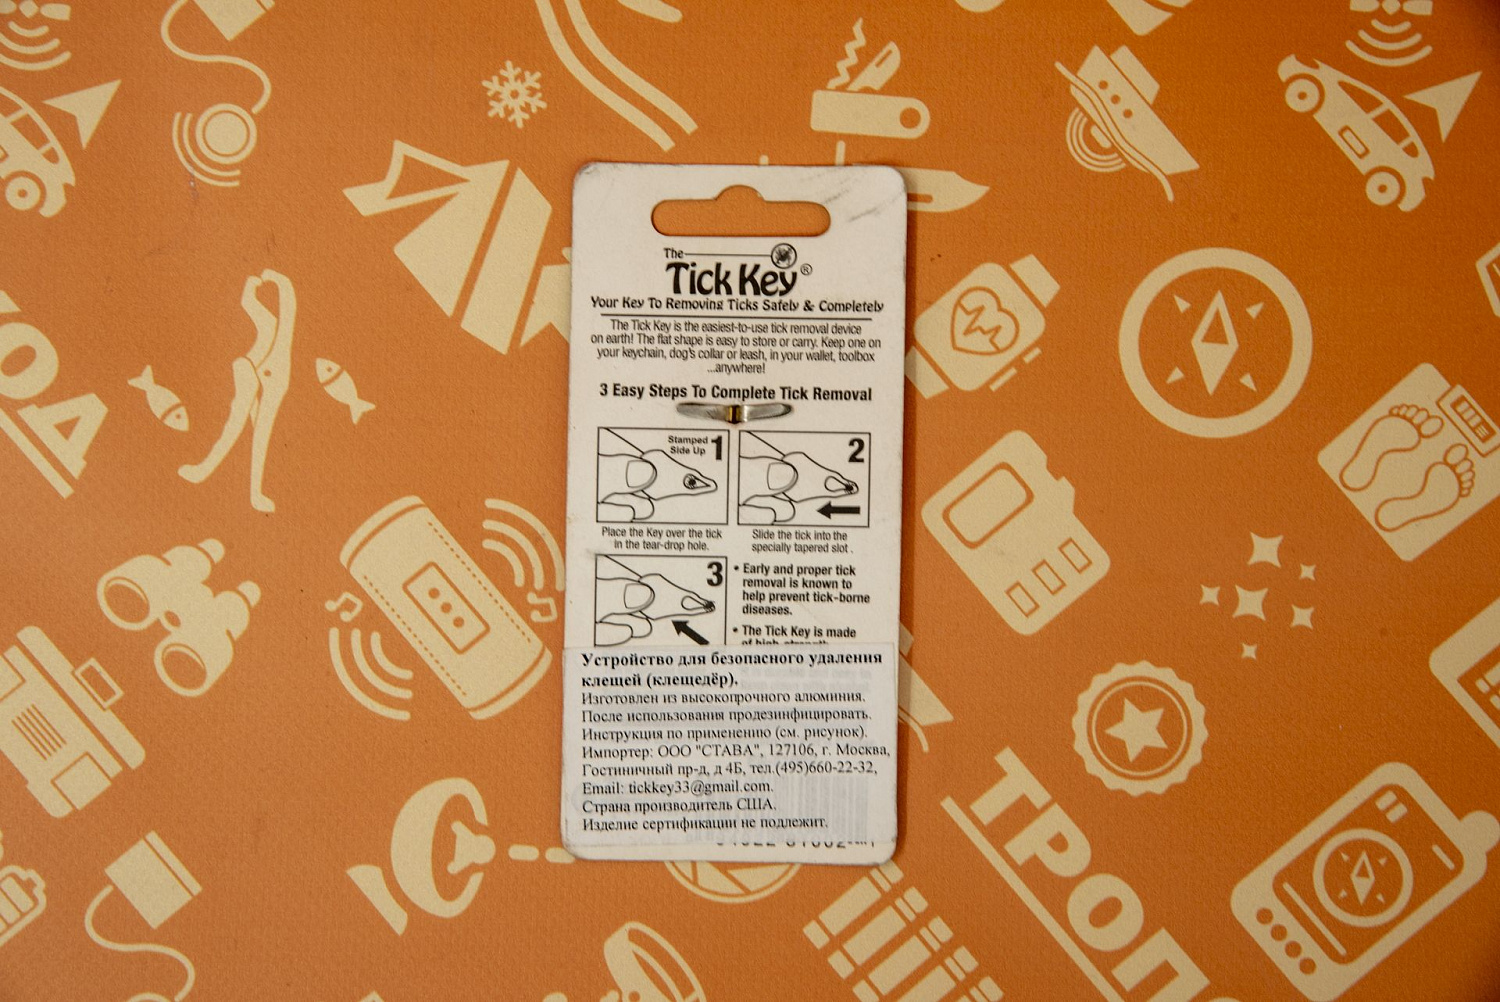 The
Tick Key®
Your Key To Removing Ticks Safely & Completely
The Tick Key is the easiest-to-use tick removal device
on earth! The flat shape is easy to store or carry. Keep one on
your keychain, dog's collar or leash, in your wallet, toolbox
...anywhere!
3 Easy Steps To Complete Tick Removal
Stamped
Side Up
1
2
Place the Key over the tick
in the tear-drop hole.
Slide the tick into the
specially tapered slot .
3
• Early and proper tick
removal is known to
help prevent tick-borne
diseases.
• The Tick Key is made
of high-strength
Устройство для безопасного удаления
клещей (клещедёр).
Изготовлен из высокопрочного алюминия.
После использования продезинфицировать.
Инструкция по применению (см. рисунок).
Импортер: ООО "СТАВА", 127106, г. Москва,
Гостиничный пр-д, д 4Б, тел.(495)660-22-32,
Email: tickkey33@gmail.com.
Страна производитель США.
Изделие сертификации не подлежит.
ТРОП